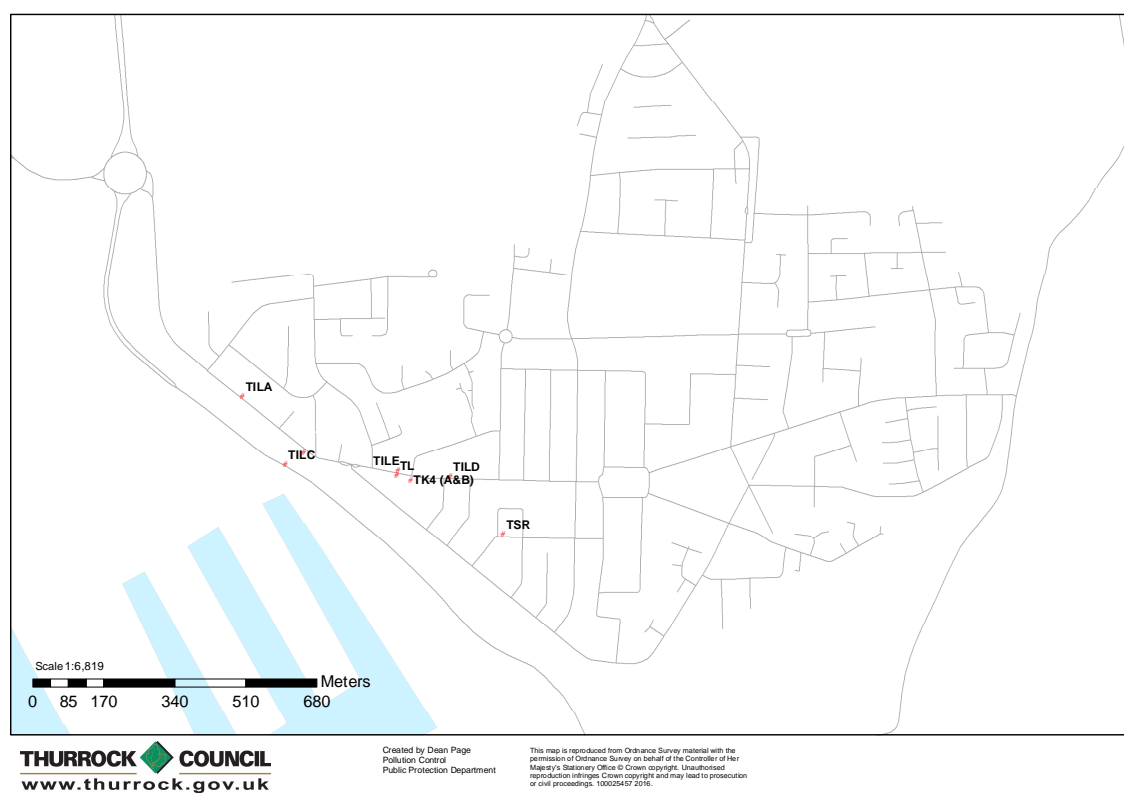 TILA
TILC
TILE
TL
TILD
TK4 (A&B)
TSR
Scale 1:6,819
Meters
0 85 170 340 510 680
THURROCK COUNCIL
www.thurrock.gov.uk
Created by Dean Page
Pollution Control
Public Protection Department
This map is reproduced from Ordnance Survey material with the
permission of Ordnance Survey on behalf of the Controller of Her
Majesty's Stationery Office © Crown copyright. Unauthorised
reproduction infringes Crown copyright and may lead to prosecution
or civil proceedings. 100025457 2016.